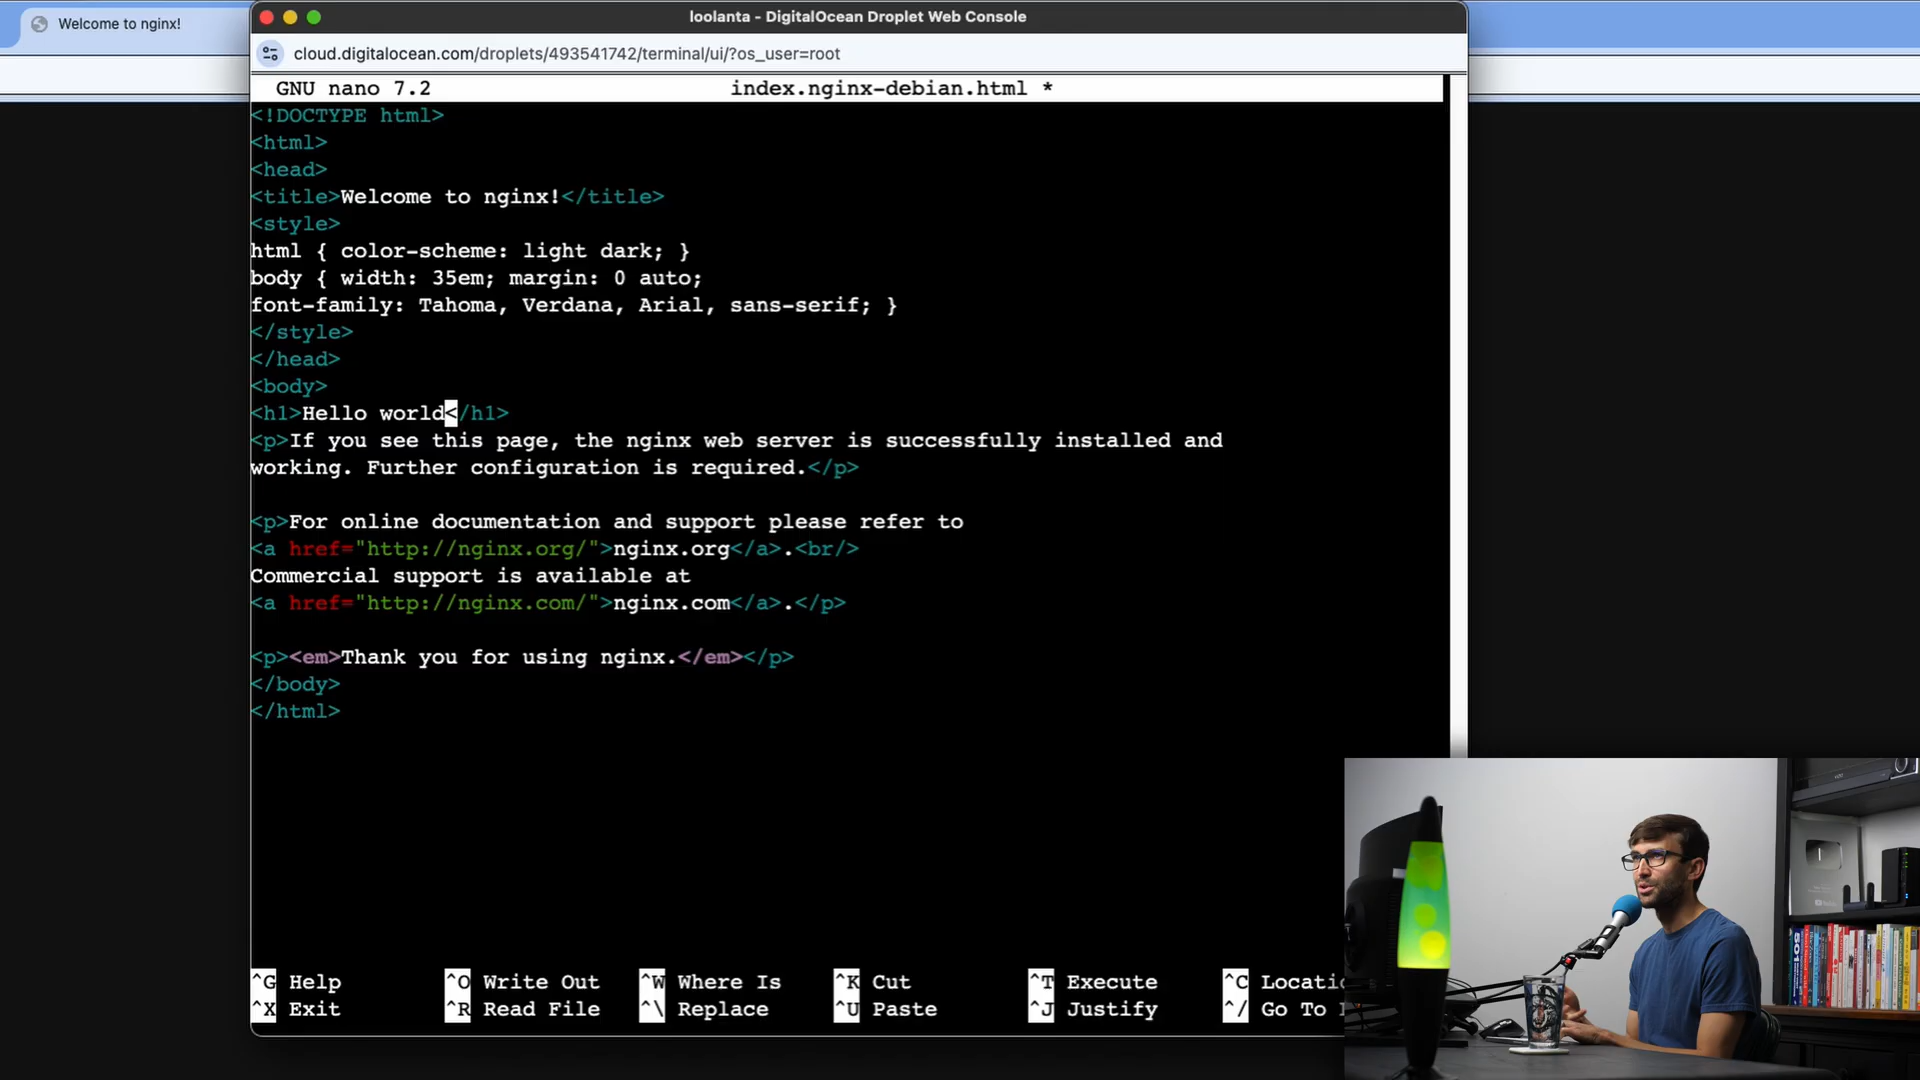 Welcome to nginx!
loolanta - DigitalOcean Droplet Web Console
cloud.digitalocean.com/droplets/493541742/terminal/ui/?os_user=root
GNU nano 7.2 index.nginx-debian.html *
<!DOCTYPE html>
<html>
<head>
<title>Welcome to nginx!</title>
<style>
html { color-scheme: light dark; }
body { width: 35em; margin: 0 auto;
font-family: Tahoma, Verdana, Arial, sans-serif; }
</style>
</head>
<body>
<h1>Hello world</h1>
<p>If you see this page, the nginx web server is successfully installed and
working. Further configuration is required.</p>
<p>For online documentation and support please refer to
<a href="http://nginx.org/">nginx.org</a>.<br/>
Commercial support is available at
<a href="http://nginx.com/">nginx.com</a>.</p>
<p><em>Thank you for using nginx.</em></p>
</body>
</html>
^G Help ^O Write Out ^W Where Is ^K Cut ^T Execute ^C Locati
^X Exit ^R Read File ^\ Replace ^U Paste ^J Justify ^/ Go To